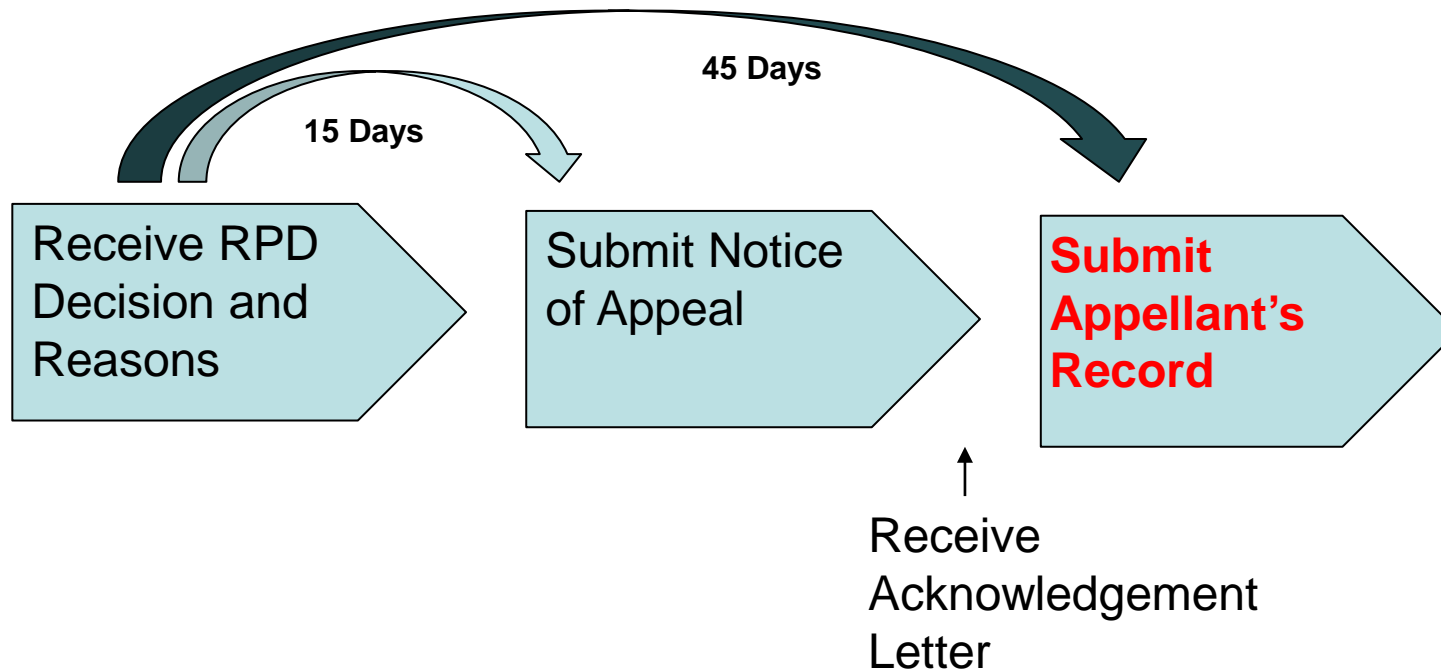 45 Days
15 Days
Receive RPD
Decision and
Reasons
Submit Notice
of Appeal
Submit
Appellant’s
Record
Receive
Acknowledgement
Letter